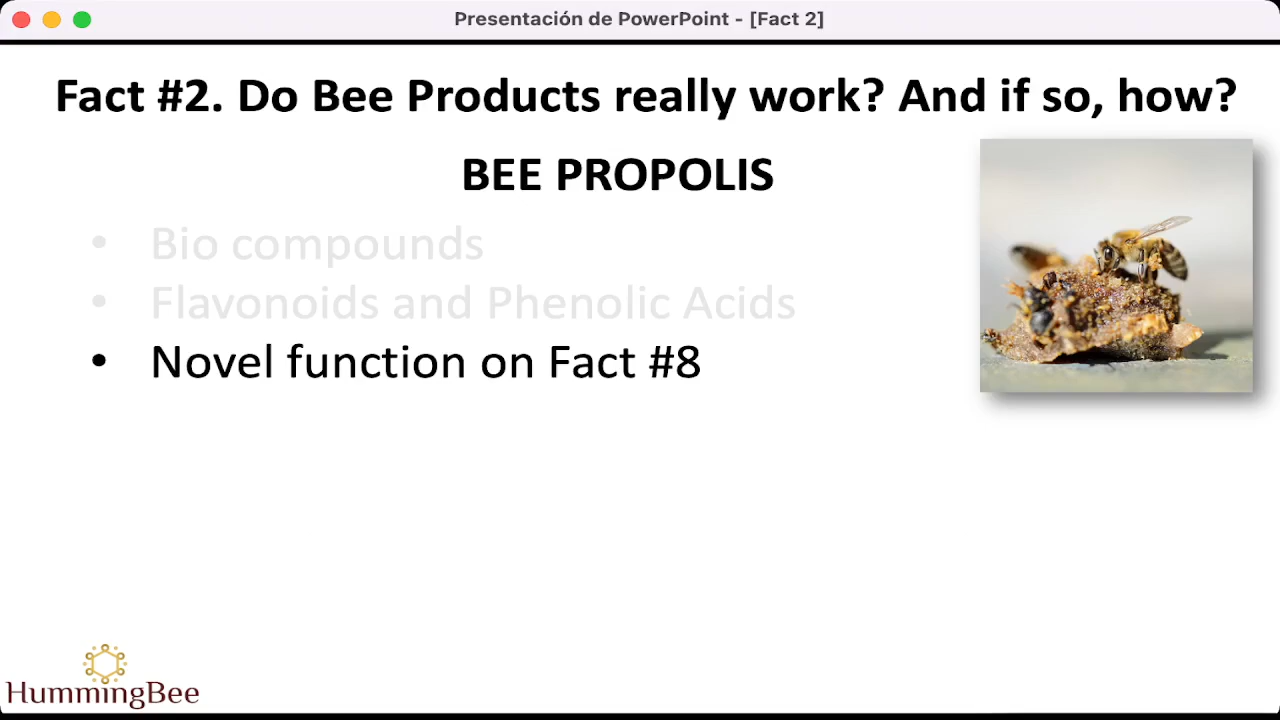 Presentación de PowerPoint - [Fact 2]
Fact #2. Do Bee Products really work? And if so, how?
BEE PROPOLIS
• Bio compounds
• Flavonoids and Phenolic Acids
• Novel function on Fact #8
HummingBee